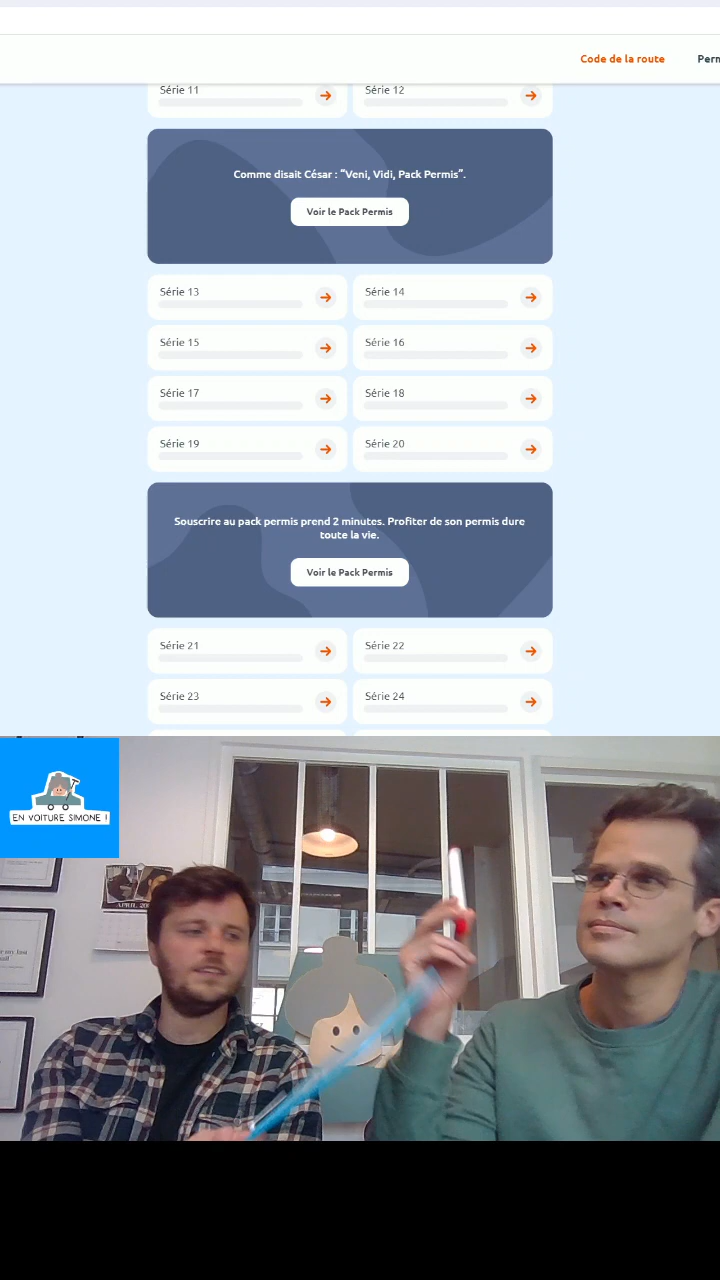 Code de la route
Série 11
Série 12
Comme disait César : “Veni, Vidi, Pack Permis”.
Voir le Pack Permis
Série 13
Série 14
Série 15
Série 16
Série 17
Série 18
Série 19
Série 20
Souscrire au pack permis prend 2 minutes. Profiter de son permis dure
toute la vie.
Voir le Pack Permis
Série 21
Série 22
Série 23
Série 24
EN VOITURE SIMONE !